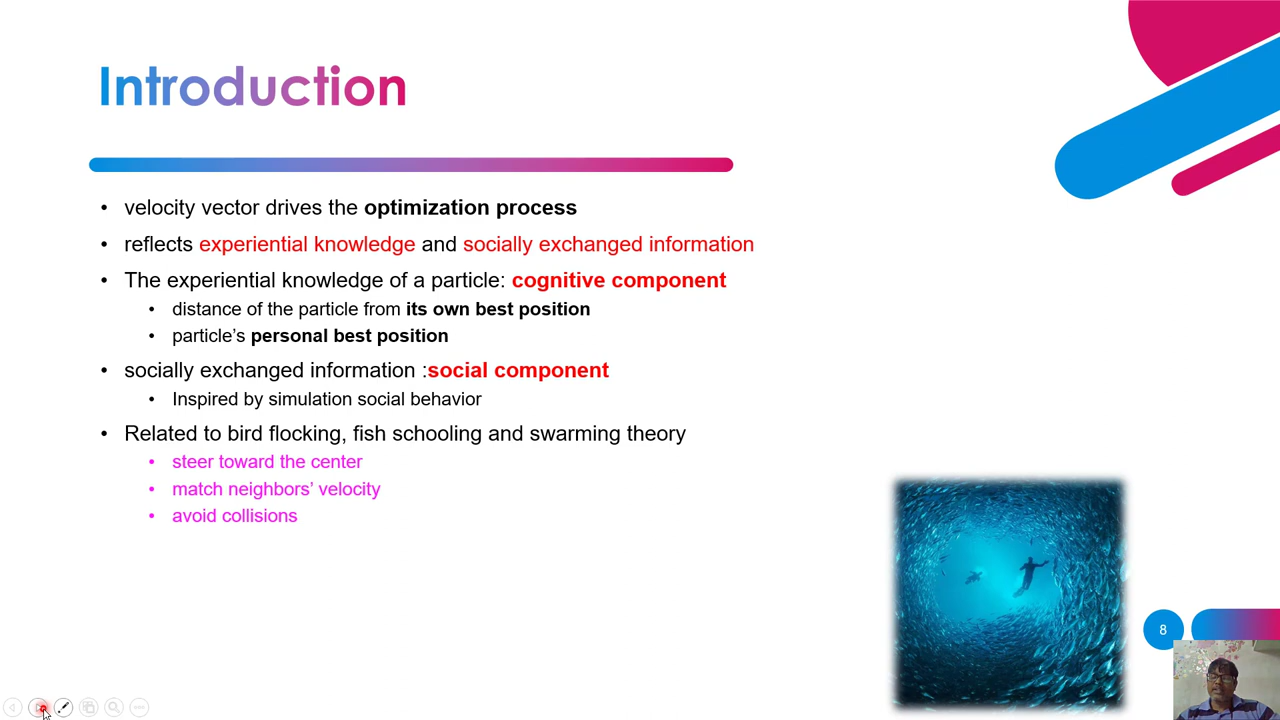 Introduction
• velocity vector drives the optimization process
• reflects experiential knowledge and socially exchanged information
• The experiential knowledge of a particle: cognitive component
• distance of the particle from its own best position
• particle’s personal best position
• socially exchanged information :social component
• Inspired by simulation social behavior
• Related to bird flocking, fish schooling and swarming theory
• steer toward the center
• match neighbors’ velocity
• avoid collisions
8